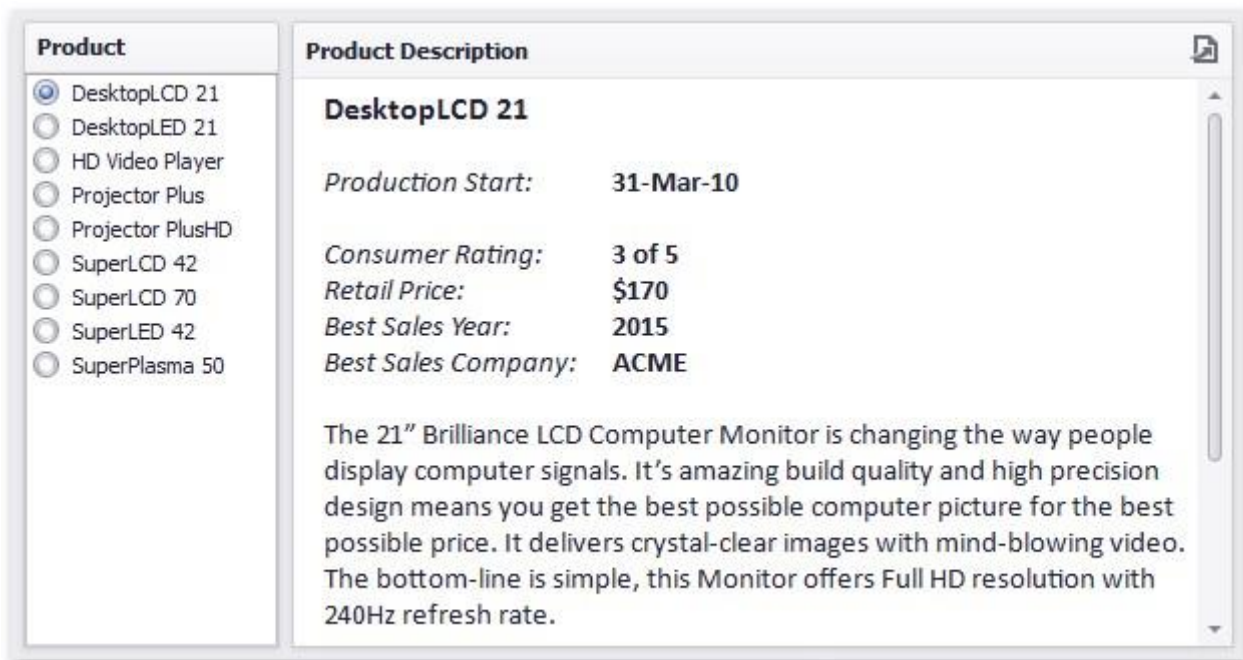 Product
DesktopLCD 21
DesktopLED 21
HD Video Player
Projector Plus
Projector PlusHD
SuperLCD 42
SuperLCD 70
SuperLED 42
SuperPlasma 50
Product Description
DesktopLCD 21
Production Start: 31-Mar-10
Consumer Rating: 3 of 5
Retail Price: $170
Best Sales Year: 2015
Best Sales Company: ACME
The 21” Brilliance LCD Computer Monitor is changing the way people
display computer signals. It’s amazing build quality and high precision
design means you get the best possible computer picture for the best
possible price. It delivers crystal-clear images with mind-blowing video.
The bottom-line is simple, this Monitor offers Full HD resolution with
240Hz refresh rate.